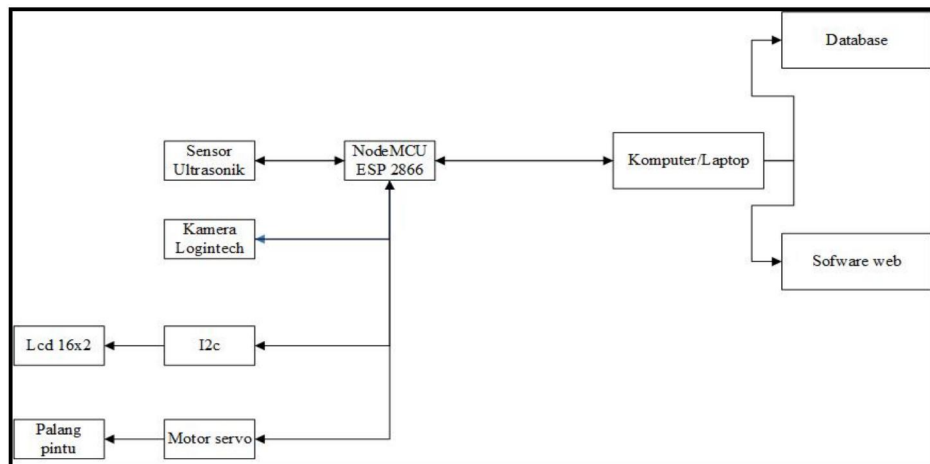 Database
Sensor
Ultrasonik
NodeMCU
ESP 2866
Komputer/Laptop
Kamera
Logintech
Sofware web
Lcd 16x2
I2c
Palang
pintu
Motor servo